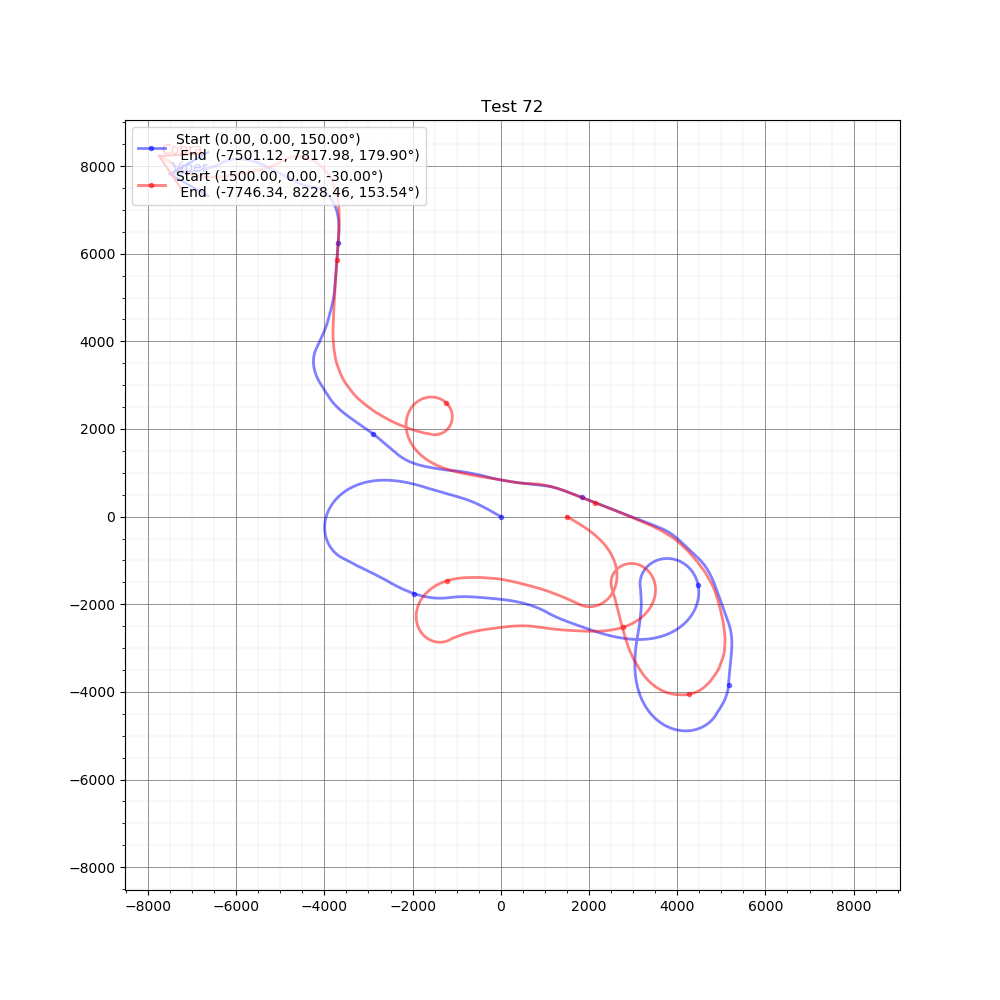 Test 72
Start (0.00, 0.00, 150.00°)
End (-7501.12, 7817.98, 179.90°)
Start (1500.00, 0.00, -30.00°)
End (-7746.34, 8228.46, 153.54°)
8000
6000
4000
2000
0
−2000
−4000
−6000
−8000
−8000 −6000 −4000 −2000 0 2000 4000 6000 8000